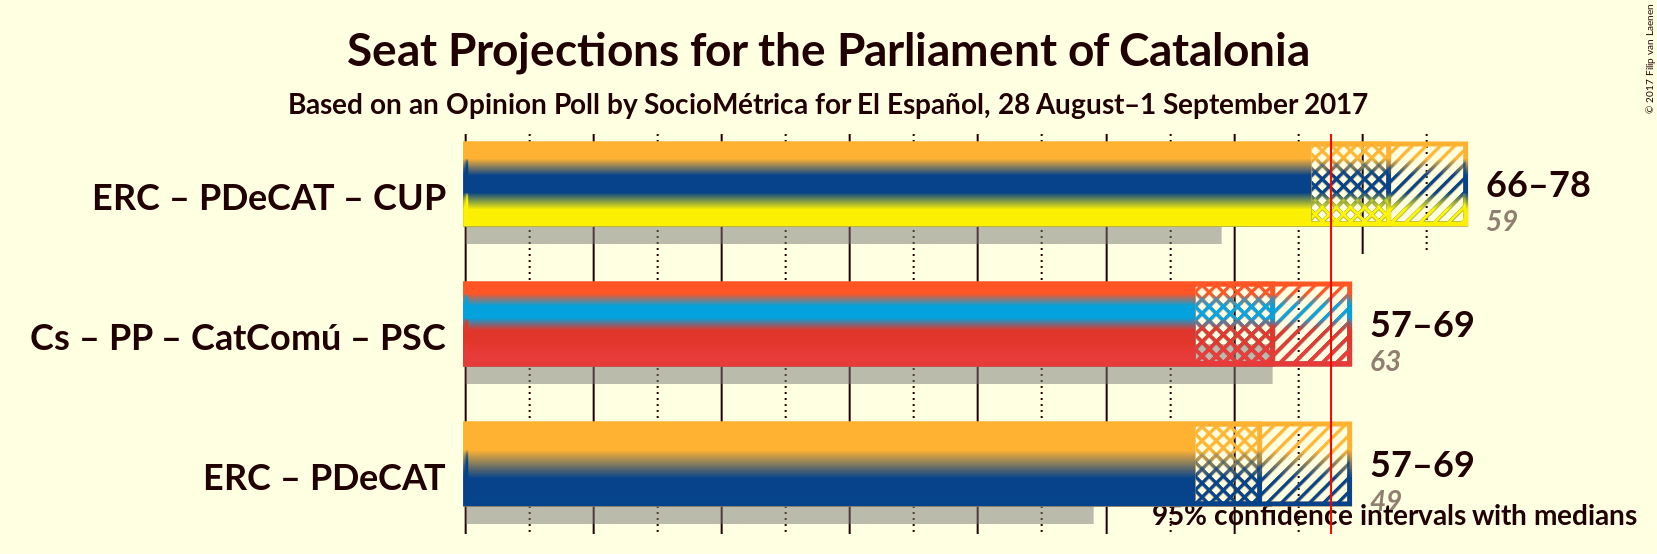 Seat Projections for the Parliament of Catalonia
Based on an Opinion Poll by SocioMétrica for El Español, 28 August–1 September 2017
© 2017 Filip van Laenen
ERC – PDeCAT – CUP
66–78
59
Cs – PP – CatComú – PSC
57–69
63
ERC – PDeCAT
57–69
49
95% confidence intervals with medians